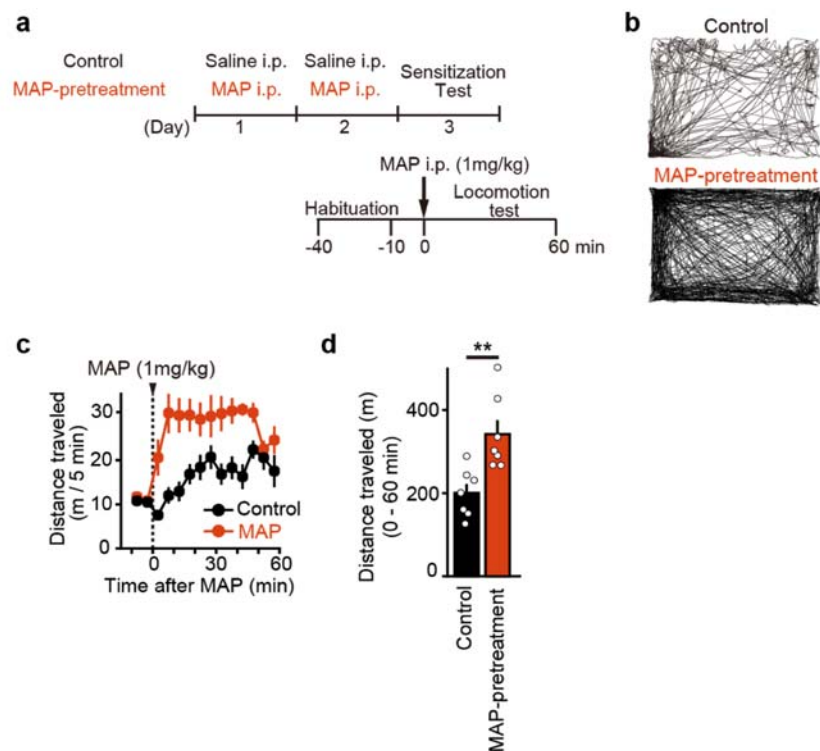 a
Control
Saline i.p.
Saline i.p.
Sensitization
Test
MAP-pretreatment
MAP i.p.
MAP i.p.
(Day)
1
2
3
MAP i.p. (1mg/kg)
Habituation
Locomotion
test
-40
-10
0
60 min
b
Control
MAP-pretreatment
c
MAP (1mg/kg)
Distance traveled
(m / 5 min)
30
20
10
0
Control
MAP
0
30
60
Time after MAP (min)
d
**
Distance traveled (m)
(0 - 60 min)
400
200
0
Control
MAP-pretreatment